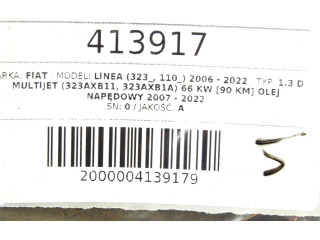 413917
ARKA: FIAT MODEL: LINEA (323_, 110_) 2006 - 2022 TYP: 1.3 D
MULTIJET (323AXB11, 323AXB1A) 66 KW [90 KM] OLEJ
NAPĘDOWY 2007 - 2022
SN: 0 / JAKOŚĆ: A
2000004139179